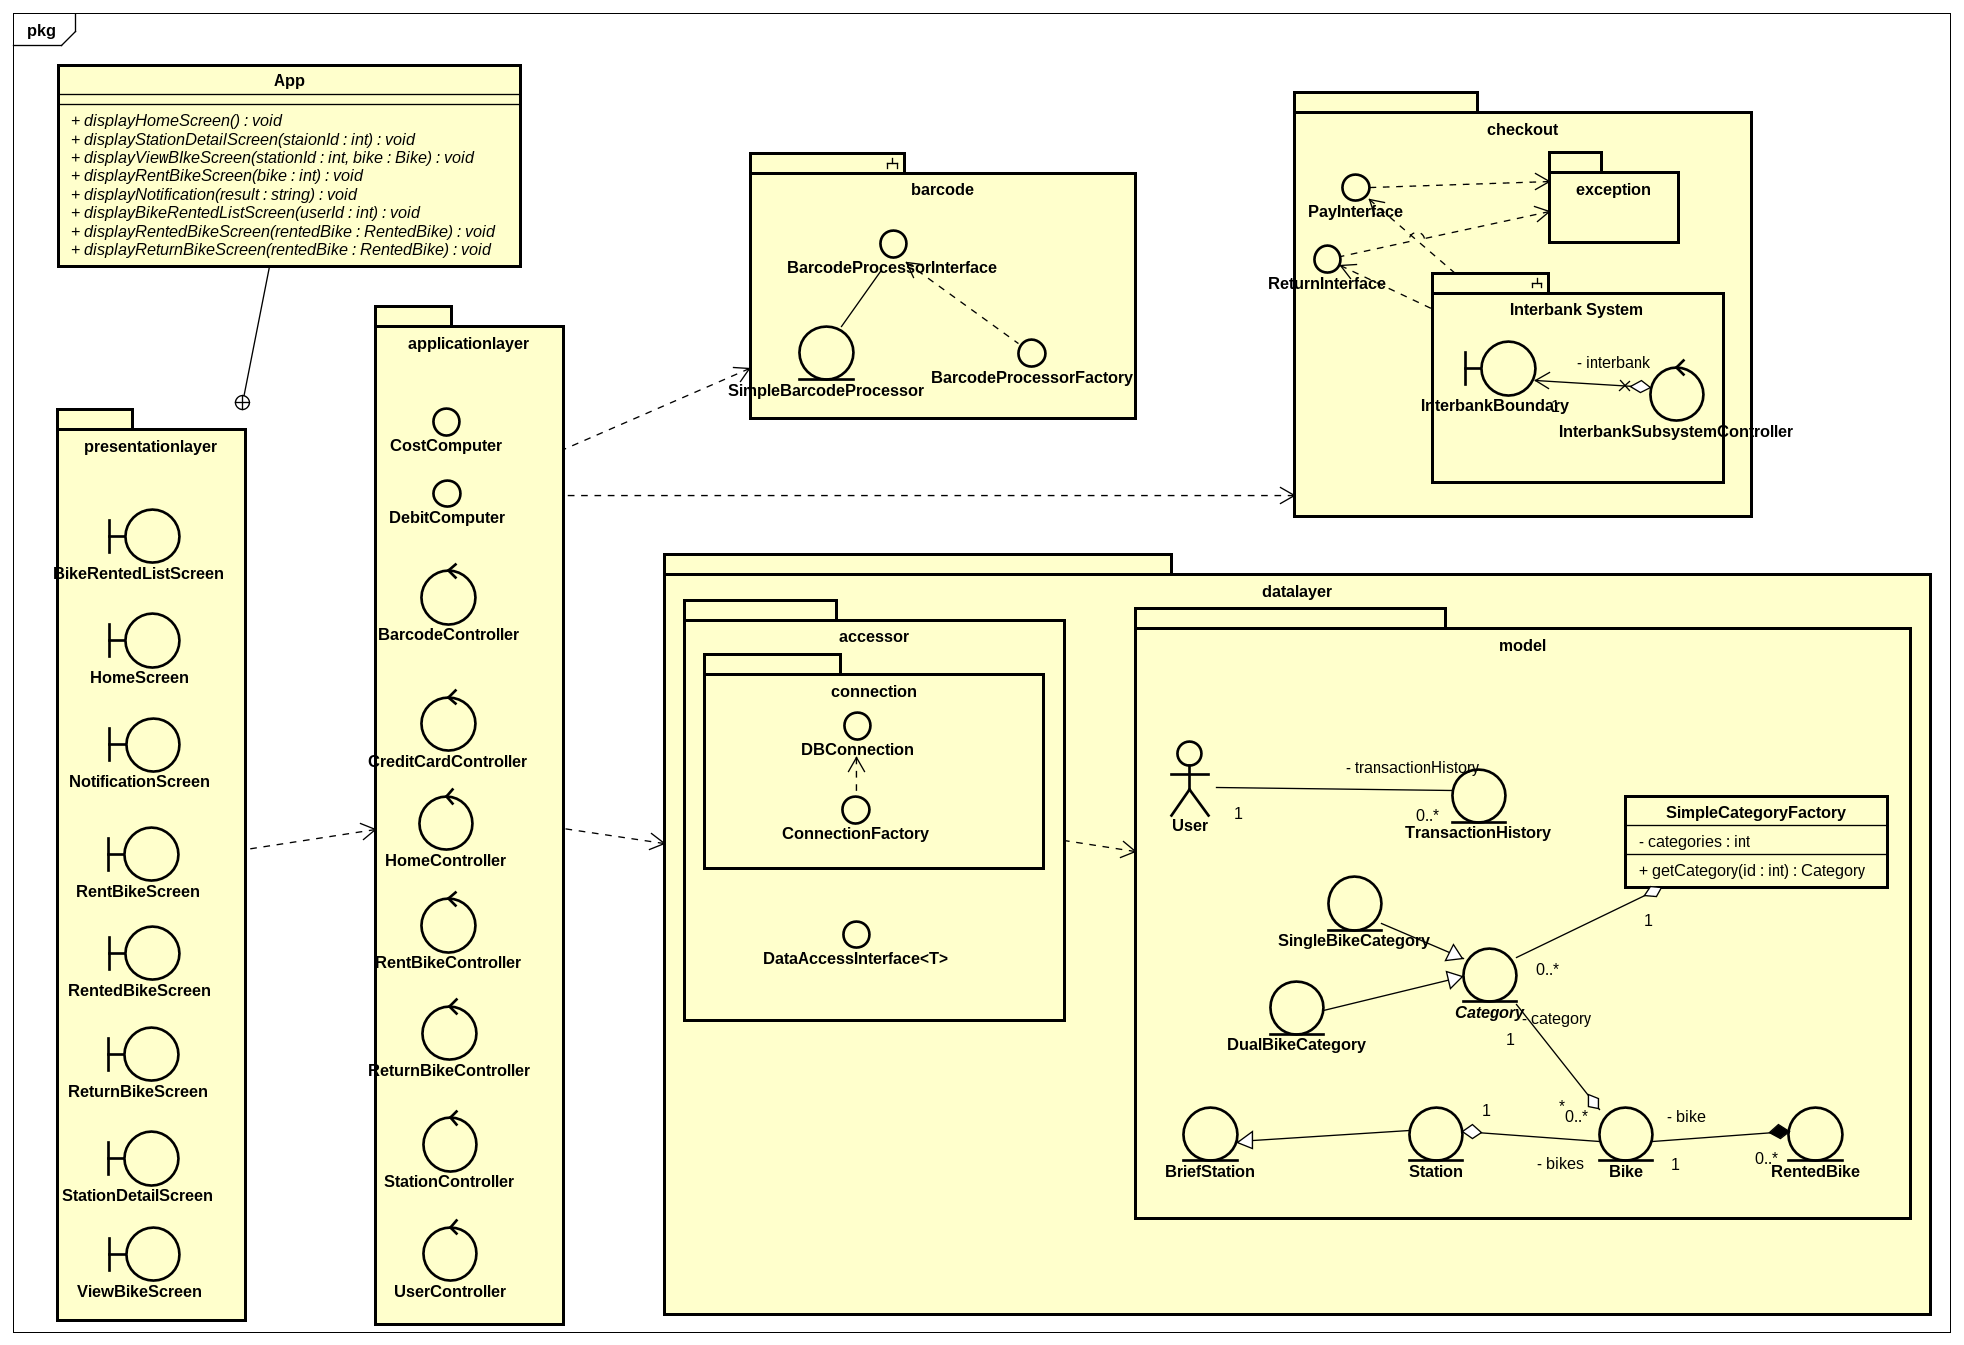 pkg
App
+ displayHomeScreen() : void
+ displayStationDetailScreen(staionId : int) : void
+ displayViewBIkeScreen(stationId : int, bike : Bike) : void
+ displayRentBikeScreen(bike : int) : void
+ displayNotification(result : string) : void
+ displayBikeRentedListScreen(userId : int) : void
+ displayRentedBikeScreen(rentedBike : RentedBike) : void
+ displayReturnBikeScreen(rentedBike : RentedBike) : void
presentationlayer
BikeRentedListScreen
HomeScreen
NotificationScreen
RentBikeScreen
RentedBikeScreen
ReturnBikeScreen
StationDetailScreen
ViewBikeScreen
applicationlayer
CostComputer
DebitComputer
BarcodeController
CreditCardController
HomeController
RentBikeController
ReturnBikeController
StationController
UserController
barcode
BarcodeProcessorInterface
SimpleBarcodeProcessor
BarcodeProcessorFactory
checkout
PayInterface
ReturnInterface
exception
Interbank System
- interbank
InterbankBoundary
1
InterbankSubsystemController
datalayer
accessor
connection
DBConnection
ConnectionFactory
DataAccessInterface<T>
model
User
1
- transactionHistory
0..*
TransactionHistory
SimpleCategoryFactory
- categories : int
+ getCategory(id : int) : Category
1
0..*
SingleBikeCategory
DualBikeCategory
Category
- category
1
*
0..*
BriefStation
Station
1
- bikes
Bike
- bike
1
0..*
RentedBike